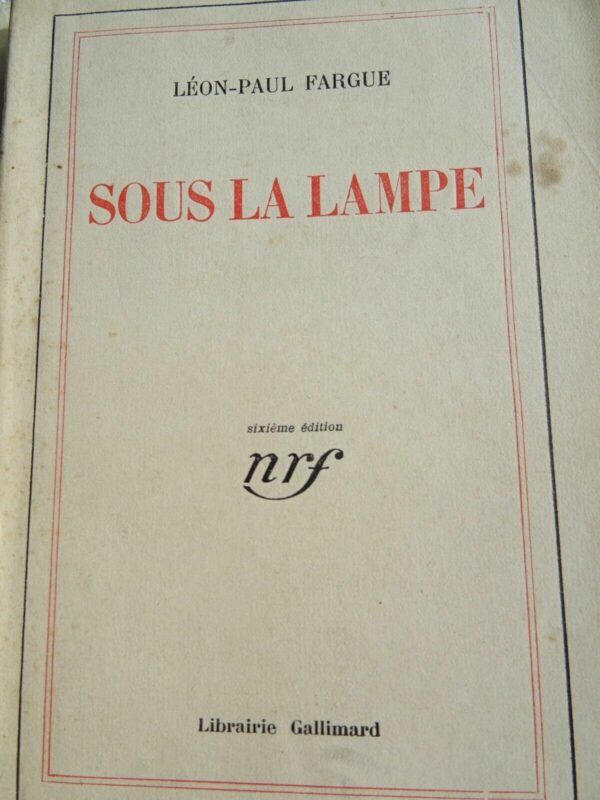 LÉON-PAUL FARGUE
SOUS LA LAMPE
sixième édition
nrf
Librairie Gallimard